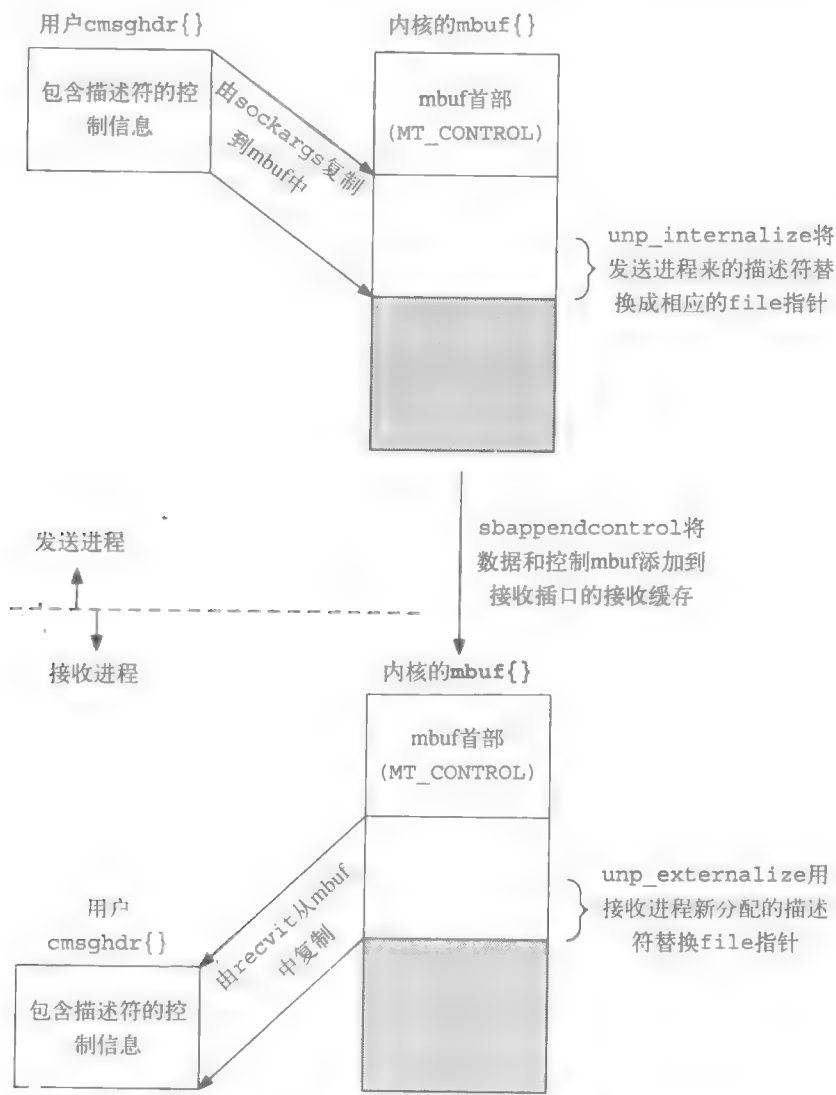 用户cmsghdr{}
内核的mbuf{}
包含描述符的控
制信息
mbuf首部
(MT_CONTROL)
由sockargs复制
到mbuf中
unp_internalize将
发送进程来的描述符替
换成相应的file指针
sbappendcontrol将
数据和控制mbuf添加到
接收插口的接收缓存
发送进程
接收进程
内核的mbuf{}
mbuf首部
(MT_CONTROL)
unp_externalize用
接收进程新分配的描述
符替换file指针
由recvit从mbuf
中复制
用户
cmsghdr{}
包含描述符的控
制信息